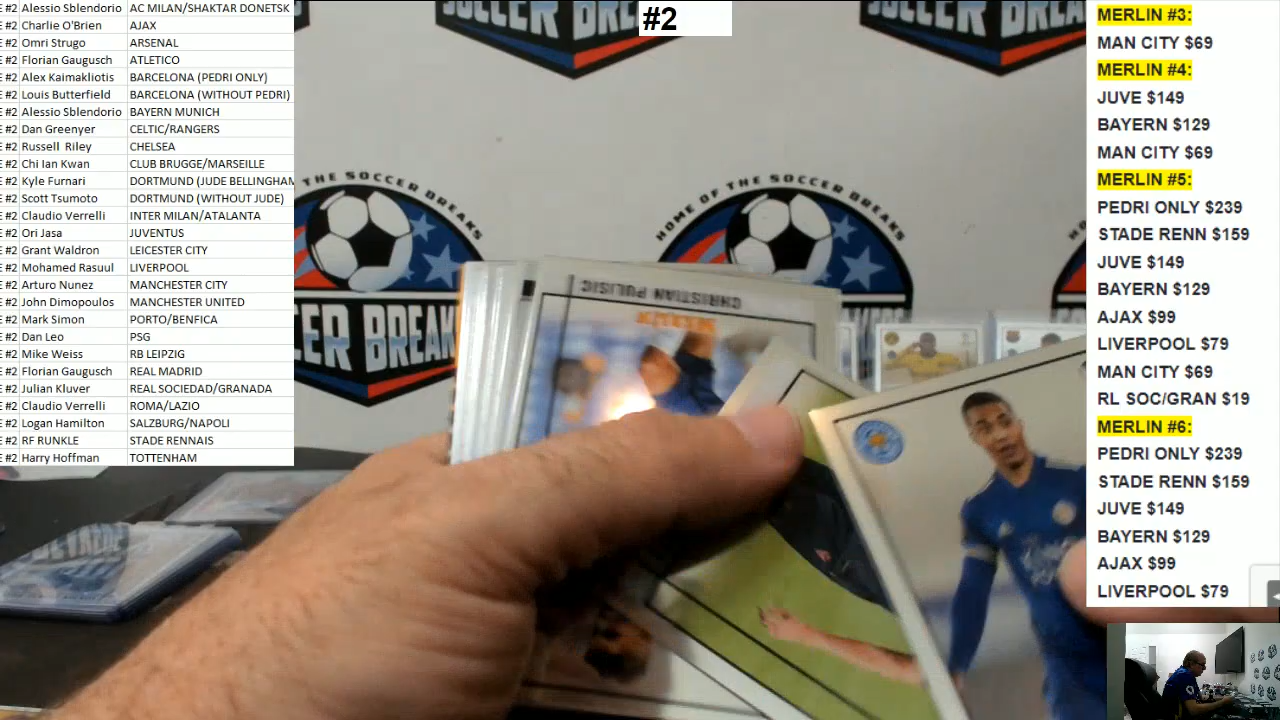 #2 Alessio Sblendorio AC MILAN/SHAKTAR DONETSK
#2 Charlie O'Brien AJAX
#2 Omri Strugo ARSENAL
#2 Florian Gaugusch ATLETICO
#2 Alex Kaimakliotis BARCELONA (PEDRI ONLY)
#2 Louis Butterfield BARCELONA (WITHOUT PEDRI)
#2 Alessio Sblendorio BAYERN MUNICH
#2 Dan Greenyer CELTIC/RANGERS
#2 Russell Riley CHELSEA
#2 Chi Ian Kwan CLUB BRUGGE/MARSEILLE
#2 Kyle Furnari DORTMUND (JUDE BELLINGHAM
#2 Scott Tsumoto DORTMUND (WITHOUT JUDE)
#2 Claudio Verrelli INTER MILAN/ATALANTA
#2 Ori Jasa JUVENTUS
#2 Grant Waldron LEICESTER CITY
#2 Mohamed Rasuul LIVERPOOL
#2 Arturo Nunez MANCHESTER CITY
#2 John Dimopoulos MANCHESTER UNITED
#2 Mark Simon PORTO/BENFICA
#2 Dan Leo PSG
#2 Mike Weiss RB LEIPZIG
#2 Florian Gaugusch REAL MADRID
#2 Julian Kluver REAL SOCIEDAD/GRANADA
#2 Claudio Verrelli ROMA/LAZIO
#2 Logan Hamilton SALZBURG/NAPOLI
#2 RF RUNKLE STADE RENNAIS
#2 Harry Hoffman TOTTENHAM
#2
SOCCER BREAK
THE SOCCER BREAKS
CER BREAK
HOME OF THE SOCCER BREAKS
CHRISTIAN PULISIC
MERLIN
MERLIN #3:
MAN CITY $69
MERLIN #4:
JUVE $149
BAYERN $129
MAN CITY $69
MERLIN #5:
PEDRI ONLY $239
STADE RENN $159
JUVE $149
BAYERN $129
AJAX $99
LIVERPOOL $79
MAN CITY $69
RL SOC/GRAN $19
MERLIN #6:
PEDRI ONLY $239
STADE RENN $159
JUVE $149
BAYERN $129
AJAX $99
LIVERPOOL $79